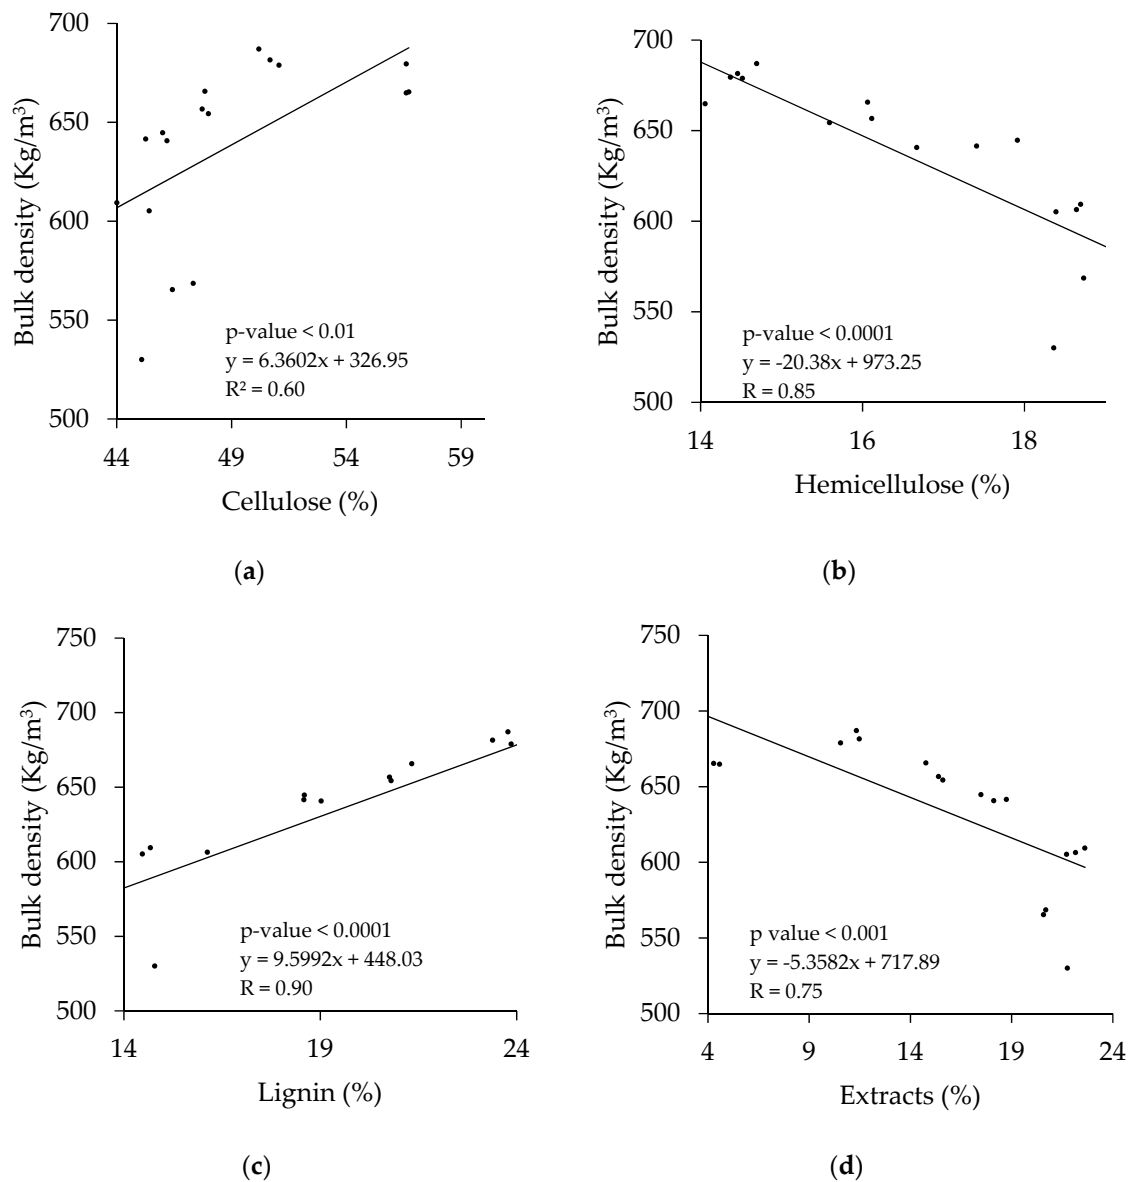 700
650
600
550
500
Bulk density (Kg/m³)
p-value < 0.01
y = 6.3602x + 326.95
R² = 0.60
44 49 54 59
Cellulose (%)
(a)
700
650
600
550
500
Bulk density (Kg/m³)
p-value < 0.0001
y = -20.38x + 973.25
R = 0.85
14 16 18
Hemicellulose (%)
(b)
750
700
650
600
550
500
Bulk density (Kg/m³)
p-value < 0.0001
y = 9.5992x + 448.03
R = 0.90
14 19 24
Lignin (%)
(c)
750
700
650
600
550
500
Bulk density (Kg/m³)
p value < 0.001
y = -5.3582x + 717.89
R = 0.75
4 9 14 19 24
Extracts (%)
(d)